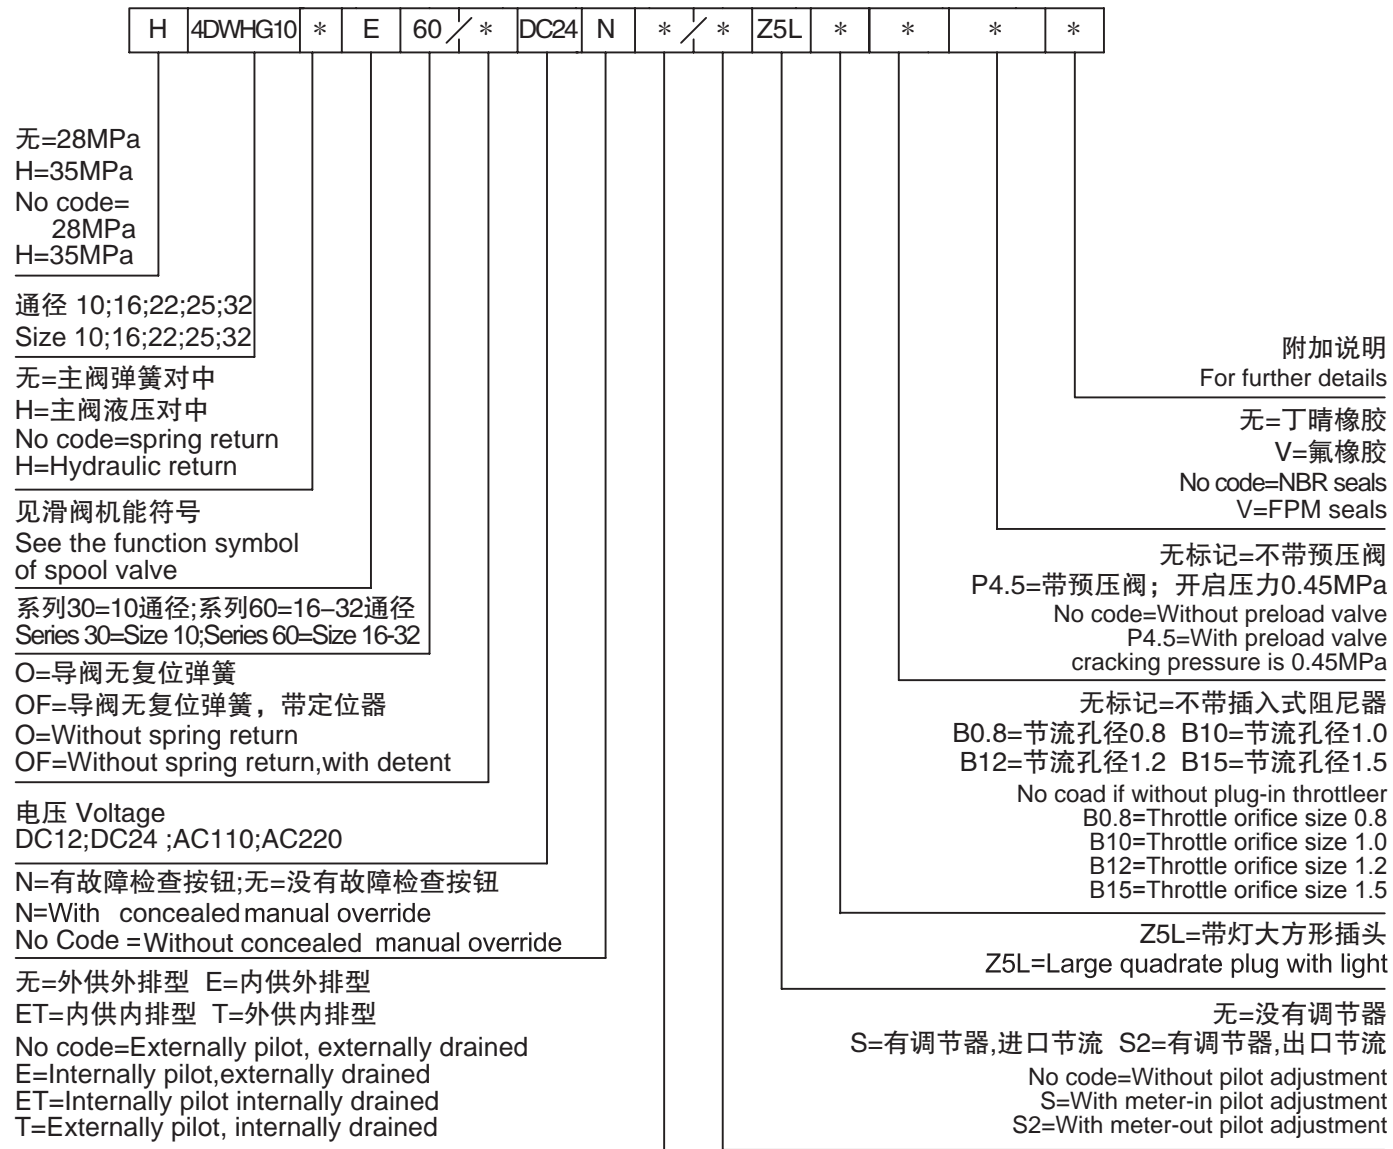 H 4DWHG10 * E 60 / * DC24 N * / * Z5L * * * *
无=28MPa
H=35MPa
No code=
28MPa
H=35MPa
通径 10;16;22;25;32
Size 10;16;22;25;32
无=主阀弹簧对中
H=主阀液压对中
No code=spring return
H=Hydraulic return
见滑阀机能符号
See the function symbol
of spool valve
系列30=10通径;系列60=16–32通径
Series 30=Size 10;Series 60=Size 16-32
O=导阀无复位弹簧
OF=导阀无复位弹簧，带定位器
O=Without spring return
OF=Without spring return,with detent
电压 Voltage
DC12;DC24 ;AC110;AC220
N=有故障检查按钮;无=没有故障检查按钮
N=With concealed manual override
No Code =Without concealed manual override
无=外供外排型 E=内供外排型
ET=内供内排型 T=外供内排型
No code=Externally pilot, externally drained
E=Internally pilot,externally drained
ET=Internally pilot internally drained
T=Externally pilot, internally drained
附加说明
For further details
无=丁晴橡胶
V=氟橡胶
No code=NBR seals
V=FPM seals
无标记=不带预压阀
P4.5=带预压阀；开启压力0.45MPa
No code=Without preload valve
P4.5=With preload valve
cracking pressure is 0.45MPa
无标记=不带插入式阻尼器
B0.8=节流孔径0.8 B10=节流孔径1.0
B12=节流孔径1.2 B15=节流孔径1.5
No coad if without plug-in throttleer
B0.8=Throttle orifice size 0.8
B10=Throttle orifice size 1.0
B12=Throttle orifice size 1.2
B15=Throttle orifice size 1.5
Z5L=带灯大方形插头
Z5L=Large quadrate plug with light
无=没有调节器
S=有调节器,进口节流 S2=有调节器,出口节流
No code=Without pilot adjustment
S=With meter-in pilot adjustment
S2=With meter-out pilot adjustment